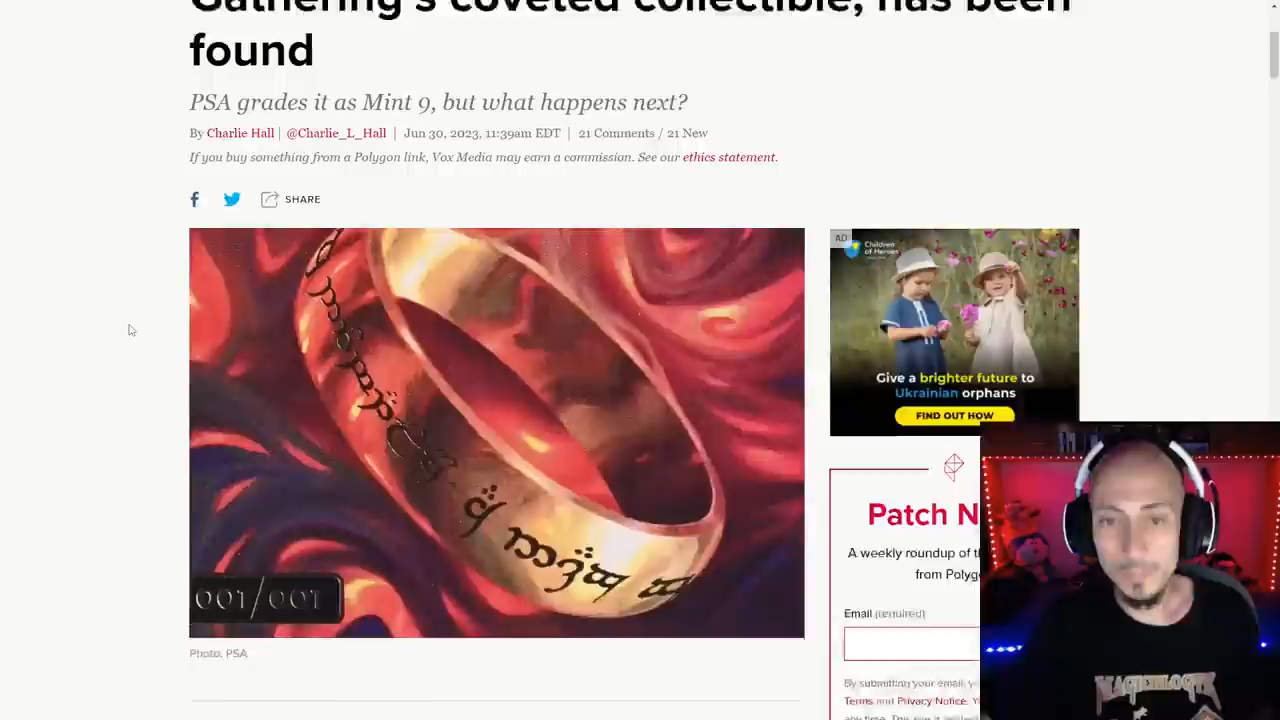 Gathering's coveted collectible, has been
found
PSA grades it as Mint 9, but what happens next?
By Charlie Hall | @Charlie_L_Hall | Jun 30, 2023, 11:39am EDT | 21 Comments / 21 New
If you buy something from a Polygon link, Vox Media may earn a commission. See our ethics statement.
SHARE
AD
Children
of Heroes
Give a brighter future to
Ukrainian orphans
FIND OUT HOW
001/001
Photo: PSA
Patch N
A weekly roundup of th
from Polyg
Email (required)
By submitting your email, y
Terms and Privacy Notice. Y